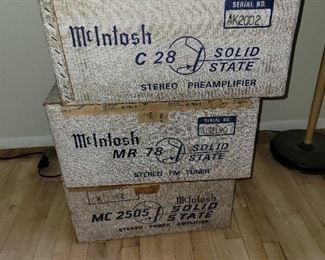 SERIAL NO.
AK2002
McIntosh
C 28 SOLID
STATE
STEREO PREAMPLIFIER
McIntosh
SERIAL NO.
MR 78 SOLID
STATE
STEREO FM TUNER
MC 2505 SOLID
STATE
STEREO POWER AMPLIFIER